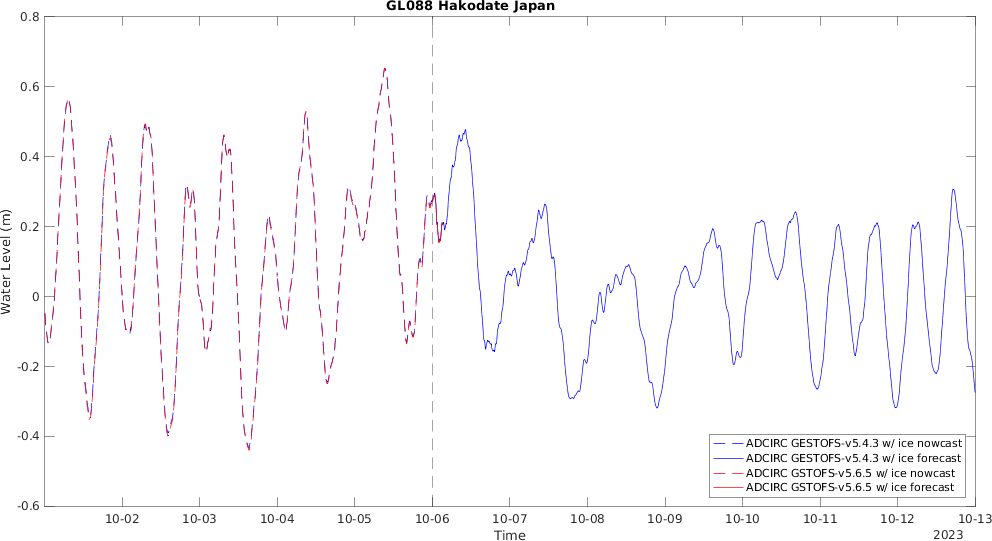 GL088 Hakodate Japan
0.8
0.6
0.4
0.2
0
-0.2
-0.4
-0.6
Water Level (m)
10-02 10-03 10-04 10-05 10-06 10-07 10-08 10-09 10-10 10-11 10-12 10-13
Time
2023
ADCIRC GESTOFS-v5.4.3 w/ ice nowcast
ADCIRC GESTOFS-v5.4.3 w/ ice forecast
ADCIRC GSTOFS-v5.6.5 w/ ice nowcast
ADCIRC GSTOFS-v5.6.5 w/ ice forecast